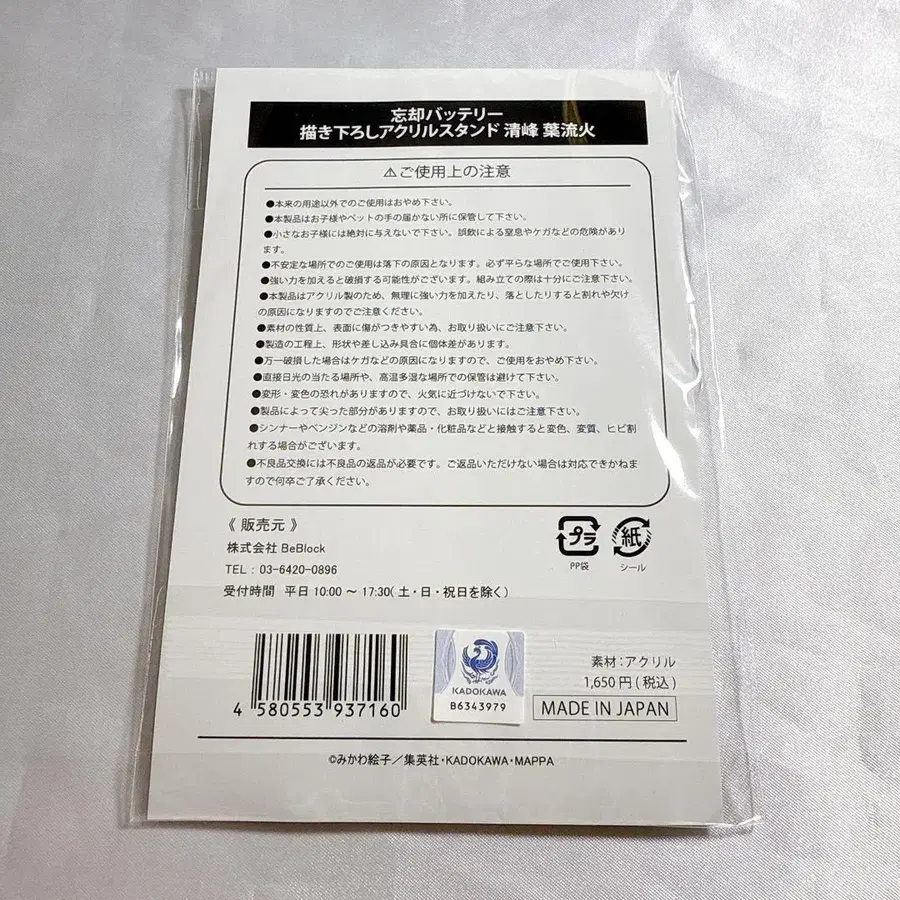 忘却バッテリー
描き下ろしアクリルスタンド 清峰 葉流火
⚠ご使用上の注意
●本来の用途以外でのご使用はおやめ下さい。
●本製品はお子様やペットの手の届かない所に保管して下さい。
●小さなお子様には絶対に与えないで下さい。誤飲による窒息やケガなどの危険があり
ます。
●不安定な場所でのご使用は落下の原因となります。必ず平らな場所でご使用下さい。
●強い力を加えると破損する可能性がございます。組み立ての際は十分にご注意下さい。
●本製品はアクリル製のため、無理に強い力を加えたり、落としたりすると割れや欠け
の原因になりますのでご注意ください。
●素材の性質上、表面に傷がつきやすい為、お取り扱いにご注意下さい。
●製造の工程上、形状や差し込み具合に個体差があります。
●万一破損した場合はケガなどの原因になりますので、ご使用をおやめ下さい。
●直接日光の当たる場所や、高温多湿な場所での保管は避けて下さい。
●変形・変色の恐れがありますので、火気に近づけないで下さい。
●製品によって尖った部分がありますので、お取り扱いにはご注意下さい。
●シンナーやベンジンなどの溶剤や薬品・化粧品などと接触すると変色、変質、ヒビ割
れする場合がございます。
●不良品交換には不良品の返品が必要です。ご返品いただけない場合は対応できかねま
すので何卒ご了承ください。
《 販売元 》
株式会社 BeBlock
TEL : 03-6420-0896
受付時間 平日 10:00 ～ 17:30( 土・日・祝日を除く )
プラ
PP袋
紙
シール
4 580553 937160
KADOKAWA
B6343979
素材：アクリル
1,650円 ( 税込 )
MADE IN JAPAN
©みかわ絵子／集英社・KADOKAWA・MAPPA